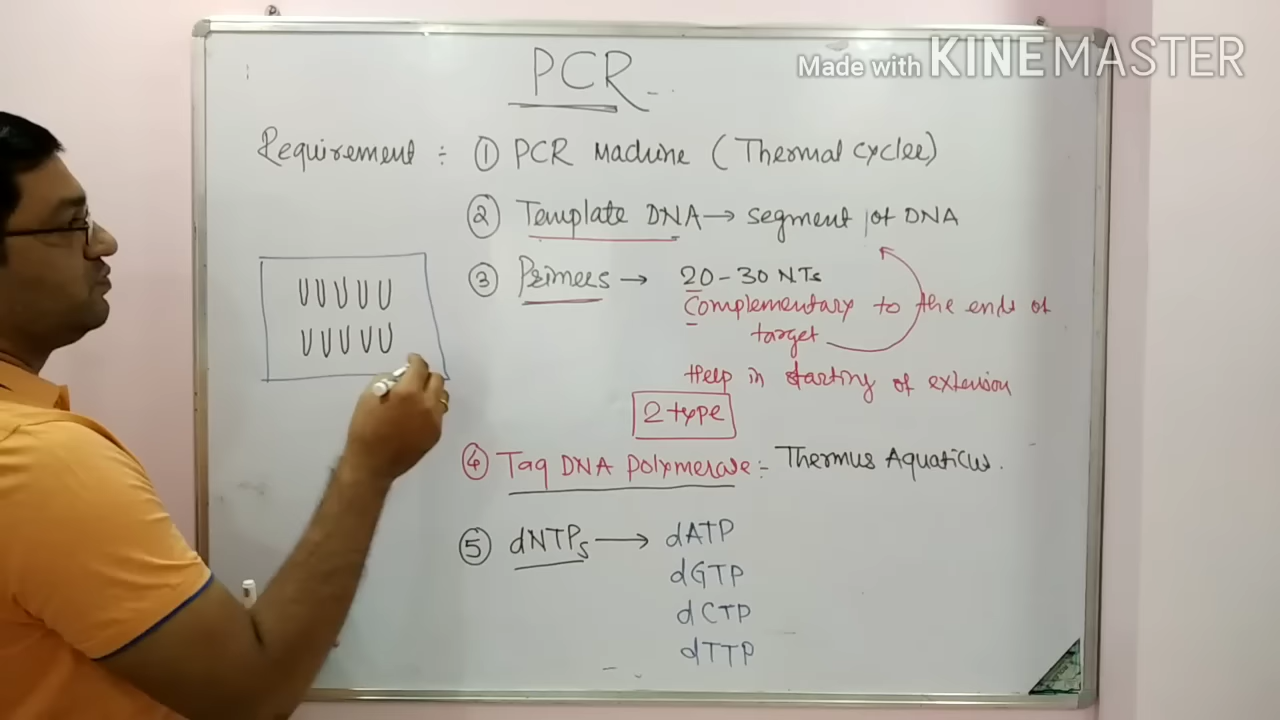 Made with KINEMASTER
PCR
Requirement ÷ ① PCR Machine (Thermal cycler)
② Template DNA → segment of DNA
③ Primers → 20-30 NTs
Complementary to the ends of
target
Help in starting of extension
2 type
④ Taq DNA polymerase :- Thermus Aquaticus.
⑤ dNTPs → dATP
dGTP
dCTP
dTTP